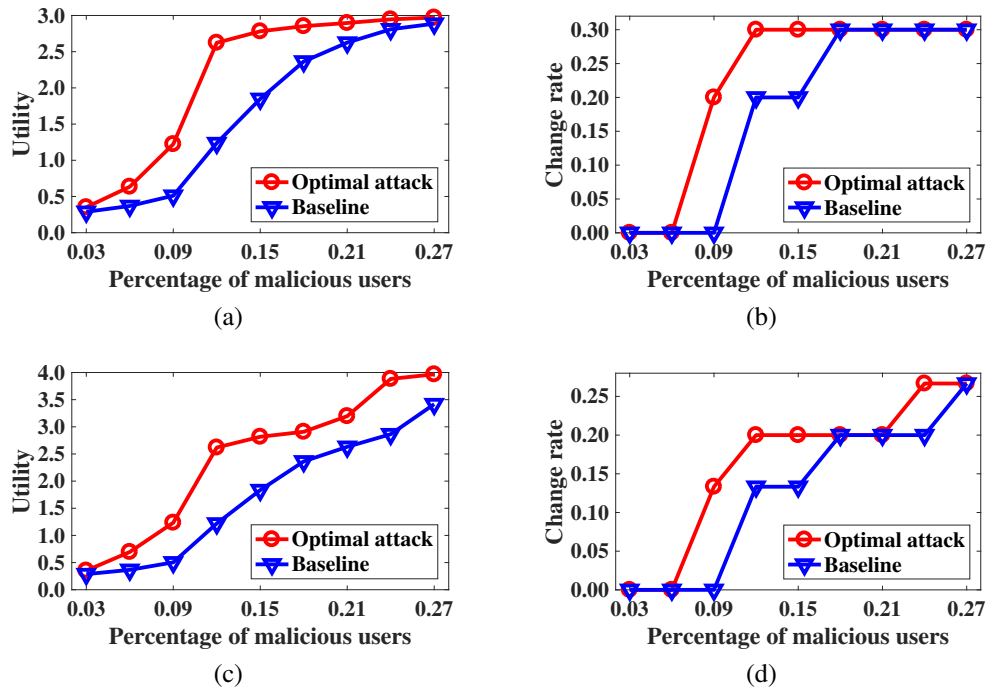 3.0
2.5
2.0
1.5
1.0
0.5
0.0
Utility
Optimal attack
Baseline
0.03 0.09 0.15 0.21 0.27
Percentage of malicious users
(a)
0.30
0.25
0.20
0.15
0.10
0.05
0.00
Change rate
Optimal attack
Baseline
0.03 0.09 0.15 0.21 0.27
Percentage of malicious users
(b)
4.0
3.5
3.0
2.5
2.0
1.5
1.0
0.5
0.0
Utility
Optimal attack
Baseline
0.03 0.09 0.15 0.21 0.27
Percentage of malicious users
(c)
0.25
0.20
0.15
0.10
0.05
0.00
Change rate
Optimal attack
Baseline
0.03 0.09 0.15 0.21 0.27
Percentage of malicious users
(d)